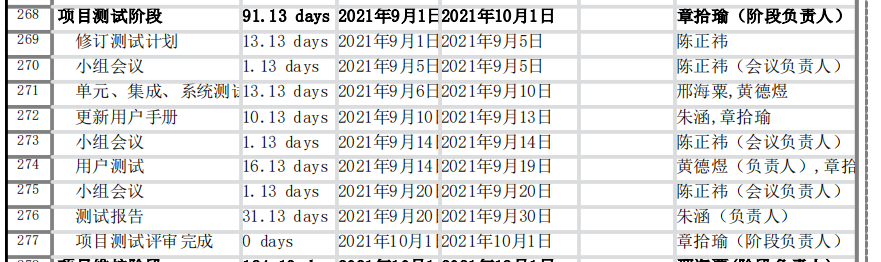 268 项目测试阶段 91.13 days 2021年9月1日 2021年10月1日 章拾瑜（阶段负责人）
269 修订测试计划 13.13 days 2021年9月1日 2021年9月5日 陈正祎
270 小组会议 1.13 days 2021年9月5日 2021年9月5日 陈正祎（会议负责人）
271 单元、集成、系统测试 13.13 days 2021年9月6日 2021年9月10日 邢海粟,黄德煜
272 更新用户手册 10.13 days 2021年9月10日 2021年9月13日 朱涵,章拾瑜
273 小组会议 1.13 days 2021年9月14日 2021年9月14日 陈正祎（会议负责人）
274 用户测试 16.13 days 2021年9月14日 2021年9月19日 黄德煜（负责人）,章拾
275 小组会议 1.13 days 2021年9月20日 2021年9月20日 陈正祎（会议负责人）
276 测试报告 31.13 days 2021年9月20日 2021年9月30日 朱涵（负责人）
277 项目测试评审完成 0 days 2021年10月1日 2021年10月1日 章拾瑜（阶段负责人）